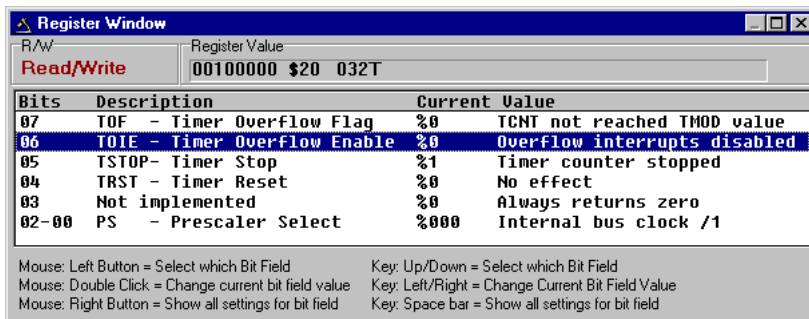 Register Window
R/W
Register Value
Read/Write
00100000 $20 032T
Bits Description Current Value
07 TOF - Timer Overflow Flag %0 TCNT not reached TMOD value
06 TOIE - Timer Overflow Enable %0 Overflow interrupts disabled
05 TSTOP- Timer Stop %1 Timer counter stopped
04 TRST - Timer Reset %0 No effect
03 Not implemented %0 Always returns zero
02-00 PS - Prescaler Select %000 Internal bus clock /1
Mouse: Left Button = Select which Bit Field Key: Up/Down = Select which Bit Field
Mouse: Double Click = Change current bit field value Key: Left/Right = Change Current Bit Field Value
Mouse: Right Button = Show all settings for bit field Key: Space bar = Show all settings for bit field